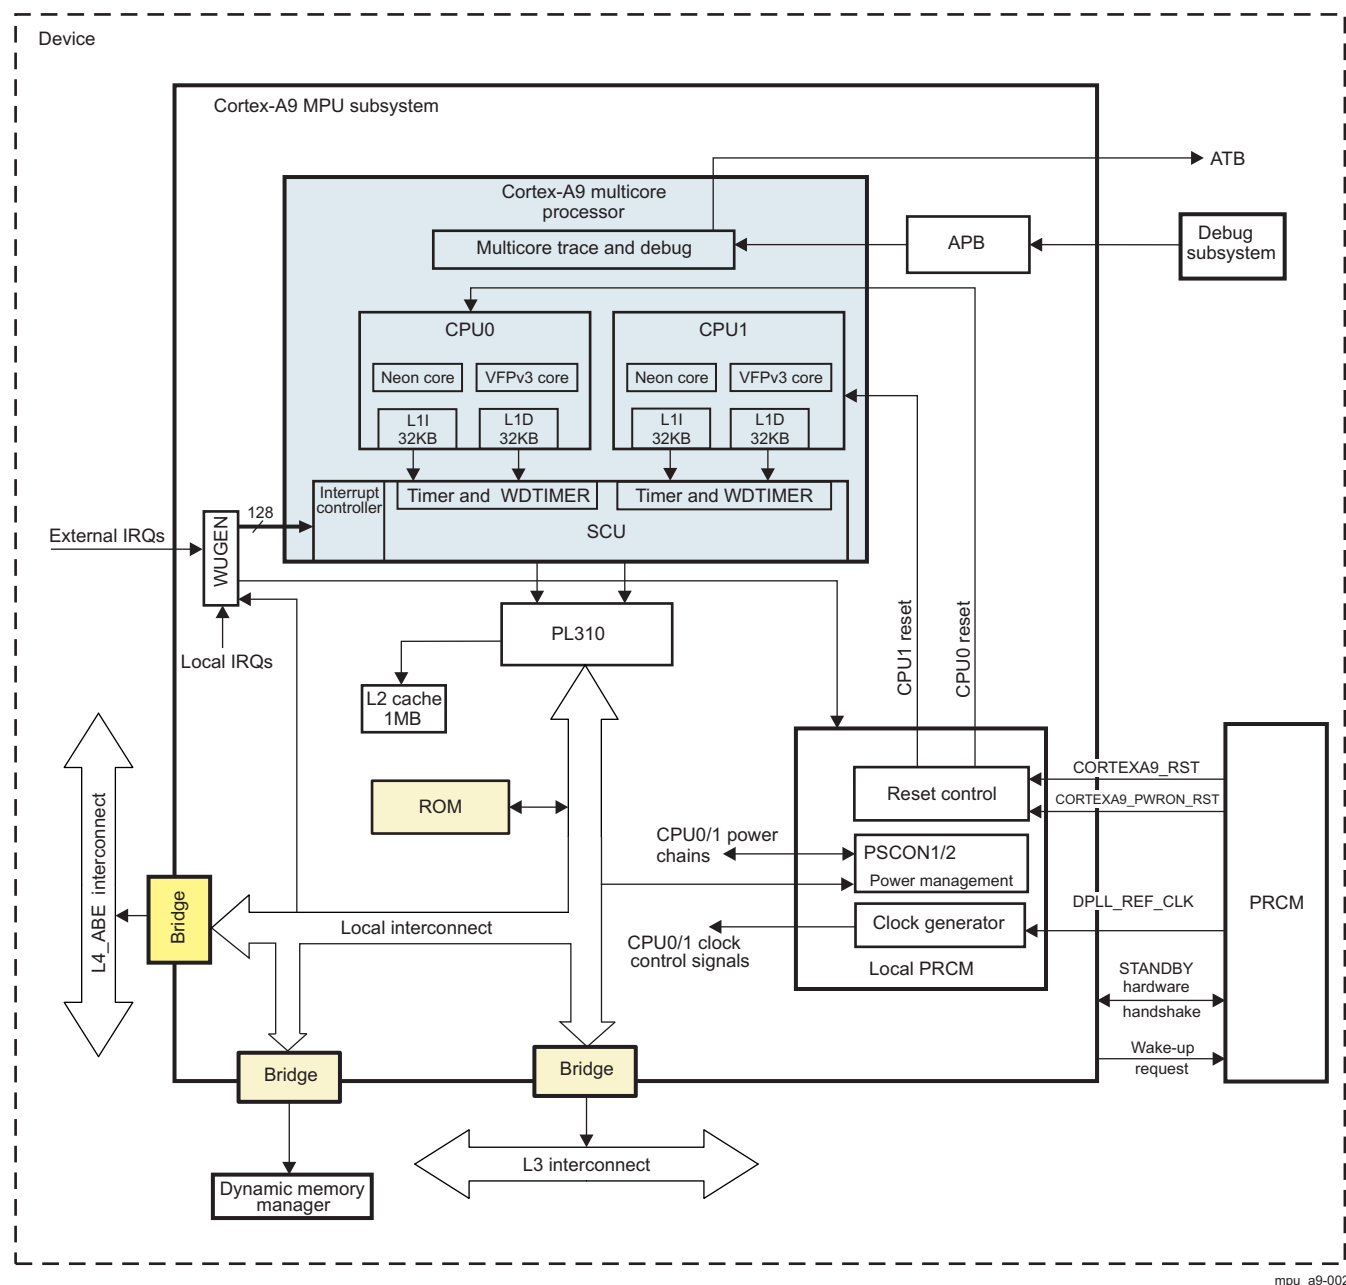 Device
Cortex-A9 MPU subsystem
ATB
Cortex-A9 multicore
processor
Multicore trace and debug
APB
Debug
subsystem
CPU0
CPU1
Neon core
VFPv3 core
Neon core
VFPv3 core
L1I
32KB
L1D
32KB
L1I
32KB
L1D
32KB
Interrupt
controller
Timer and WDTIMER
Timer and WDTIMER
SCU
128
External IRQs
WUGEN
Local IRQs
PL310
L2 cache
1MB
CPU1 reset
CPU0 reset
ROM
Reset control
CORTEXA9_RST
CORTEXA9_PWRON_RST
CPU0/1 power
chains
PSCON1/2
Power management
DPLL_REF_CLK
PRCM
Clock generator
CPU0/1 clock
control signals
Local PRCM
STANDBY
hardware
handshake
Wake-up
request
L4_ABE interconnect
Bridge
Local interconnect
Bridge
Bridge
L3 interconnect
Dynamic memory
manager
mpu_a9-002